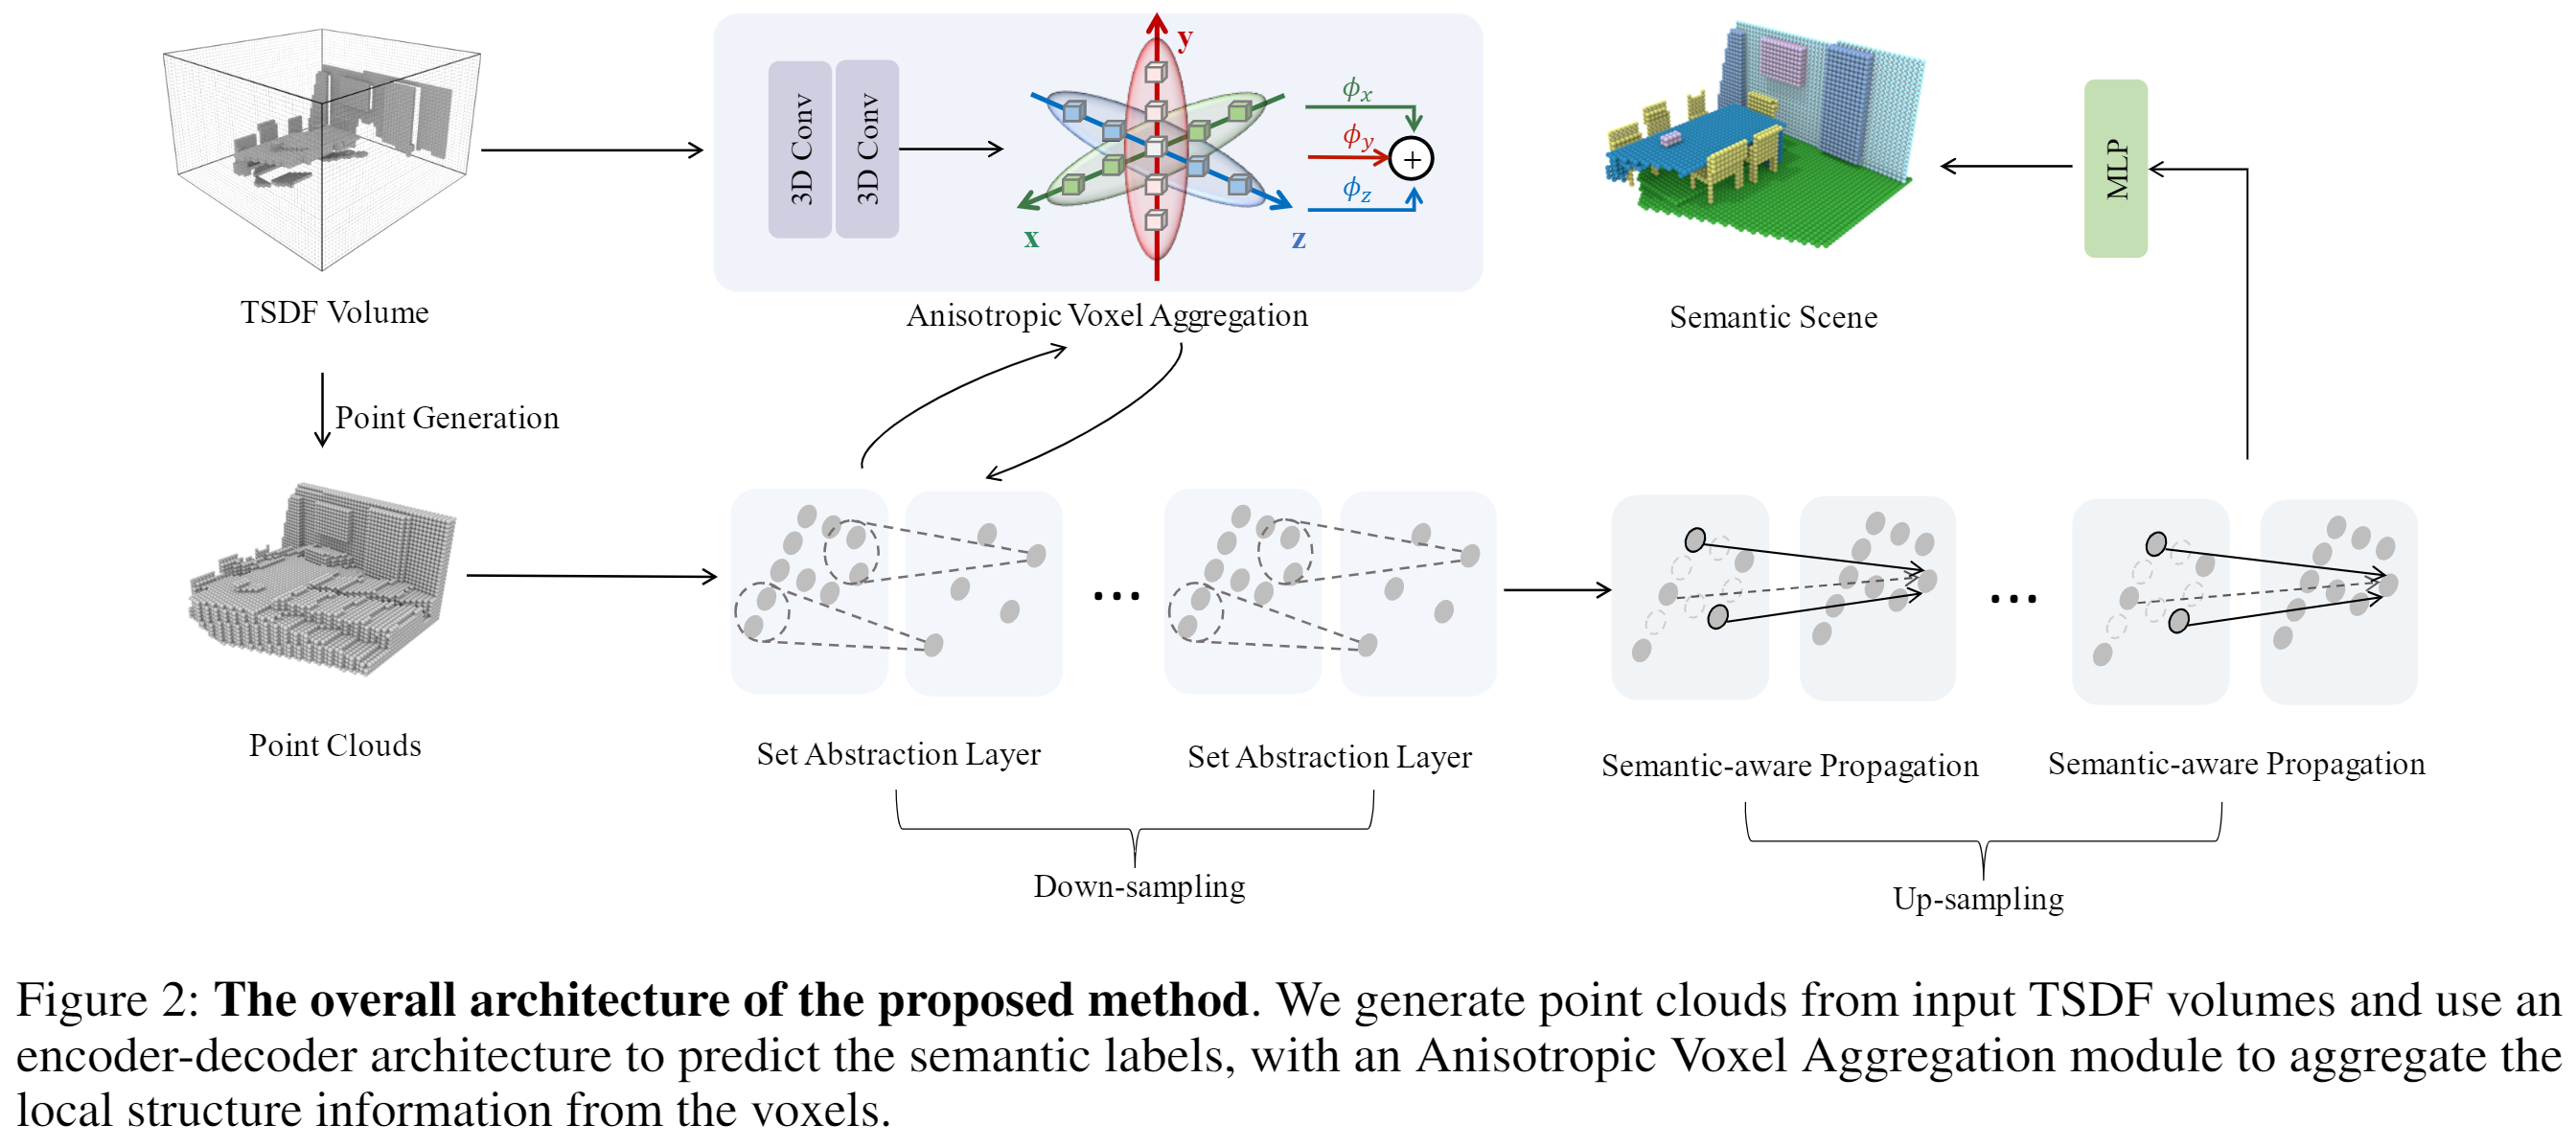 3D Conv
3D Conv
y
x
z
ϕx
ϕy
ϕz
+
MLP
TSDF Volume
Anisotropic Voxel Aggregation
Semantic Scene
Point Generation
...
...
Point Clouds
Set Abstraction Layer
Set Abstraction Layer
Semantic-aware Propagation
Semantic-aware Propagation
Down-sampling
Up-sampling
Figure 2: The overall architecture of the proposed method. We generate point clouds from input TSDF volumes and use an
encoder-decoder architecture to predict the semantic labels, with an Anisotropic Voxel Aggregation module to aggregate the
local structure information from the voxels.